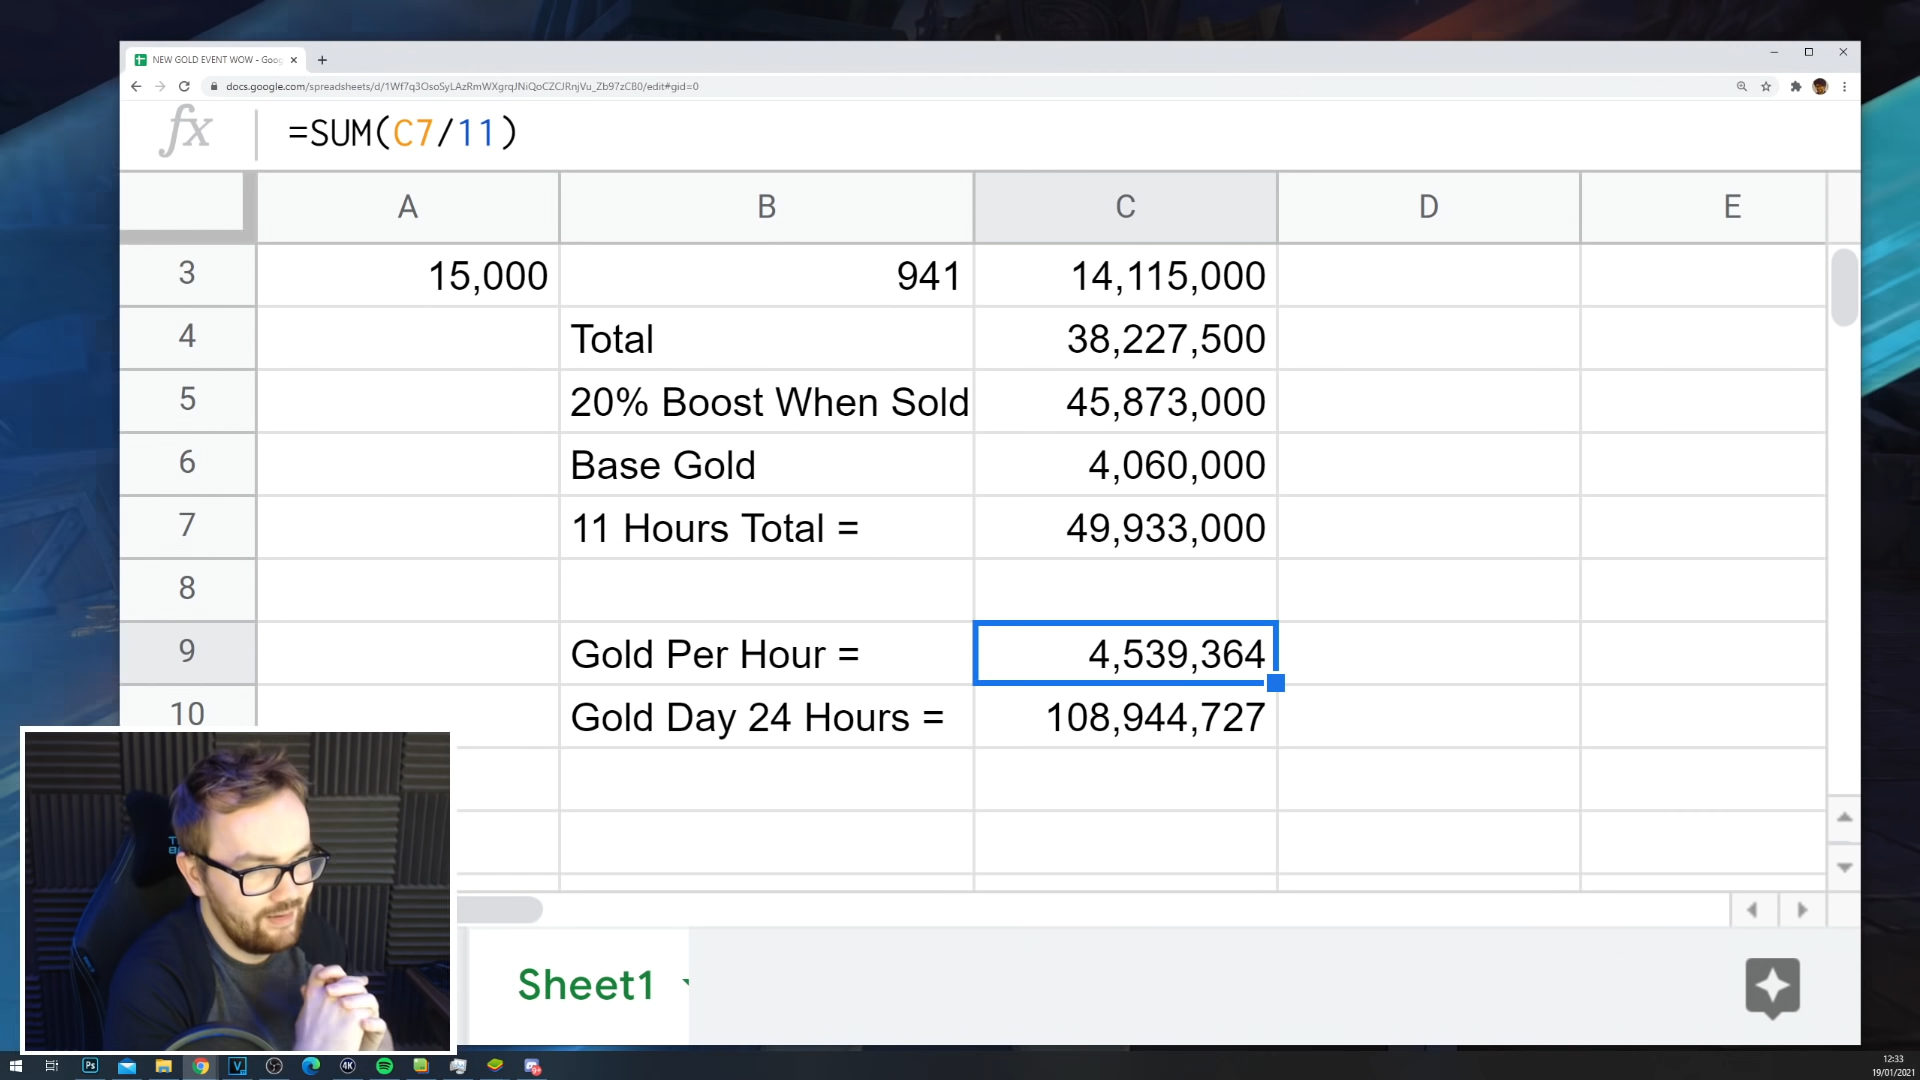 NEW GOLD EVENT WOW - Goog
docs.google.com/spreadsheets/d/1Wf7q3OsoSyLAzRmWXgrqJNiQoCZCJRnjVu_Zb97zCB0/edit#gid=0
fx =SUM(C7/11)
A B C D E
3 15,000 941 14,115,000
4 Total 38,227,500
5 20% Boost When Sold 45,873,000
6 Base Gold 4,060,000
7 11 Hours Total = 49,933,000
8
9 Gold Per Hour = 4,539,364
10 Gold Day 24 Hours = 108,944,727
Sheet1
Ps
V
4K
12:33
19/01/2021